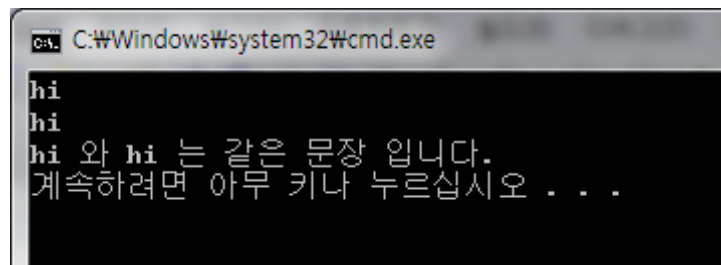 C:\Windows\system32\cmd.exe
hi
hi
hi 와 hi 는 같은 문장 입니다.
계속하려면 아무 키나 누르십시오 . . .